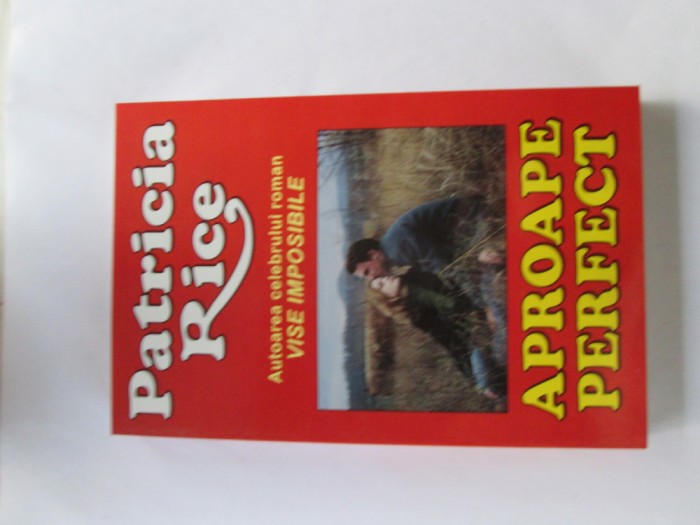 Patricia
Rice
Autoarea celebrului roman
VISE IMPOSIBILE
APROAPE
PERFECT